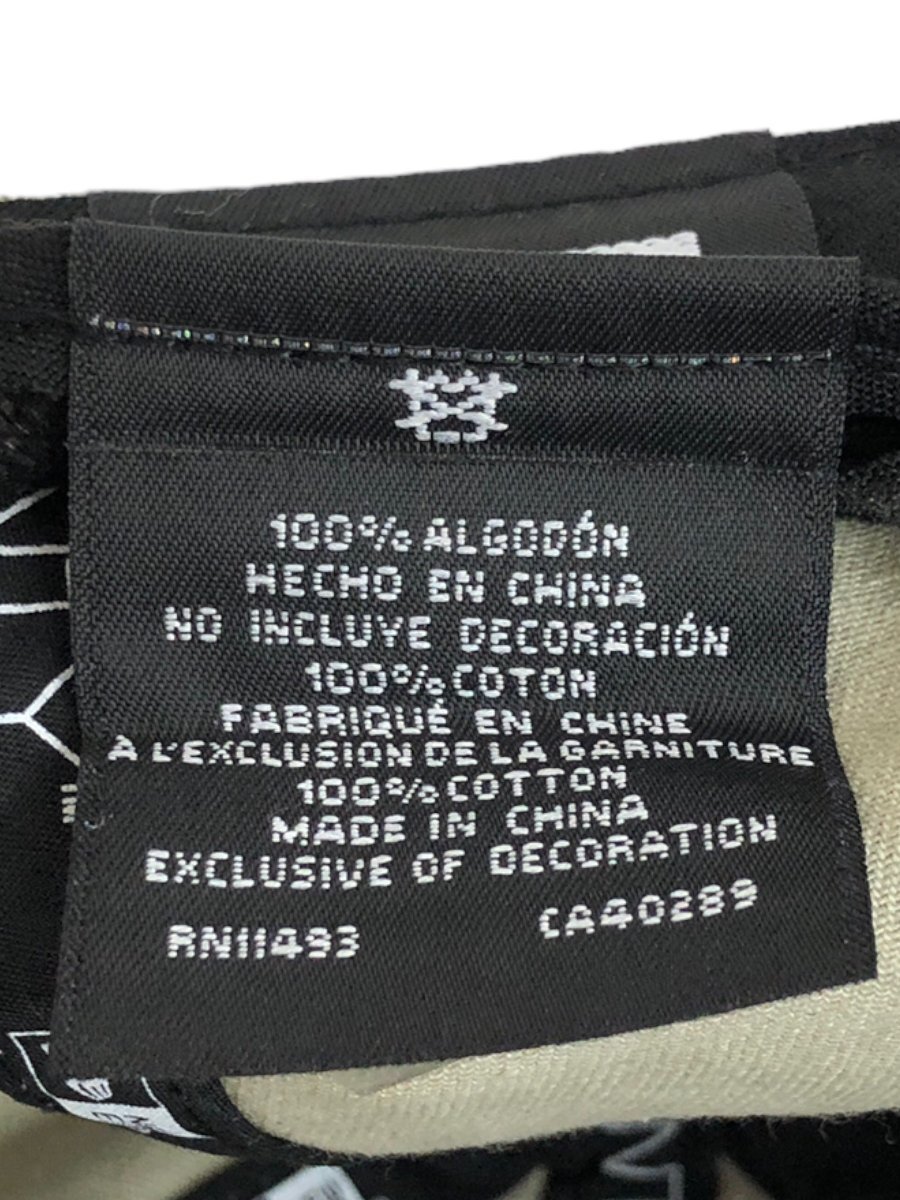 100% ALGODÓN
HECHO EN CHINA
NO INCLUYE DECORACIÓN
100% COTON
FABRIQUÉ EN CHINE
À L'EXCLUSION DE LA GARNITURE
100% COTTON
MADE IN CHINA
EXCLUSIVE OF DECORATION
RN11493 CA40289